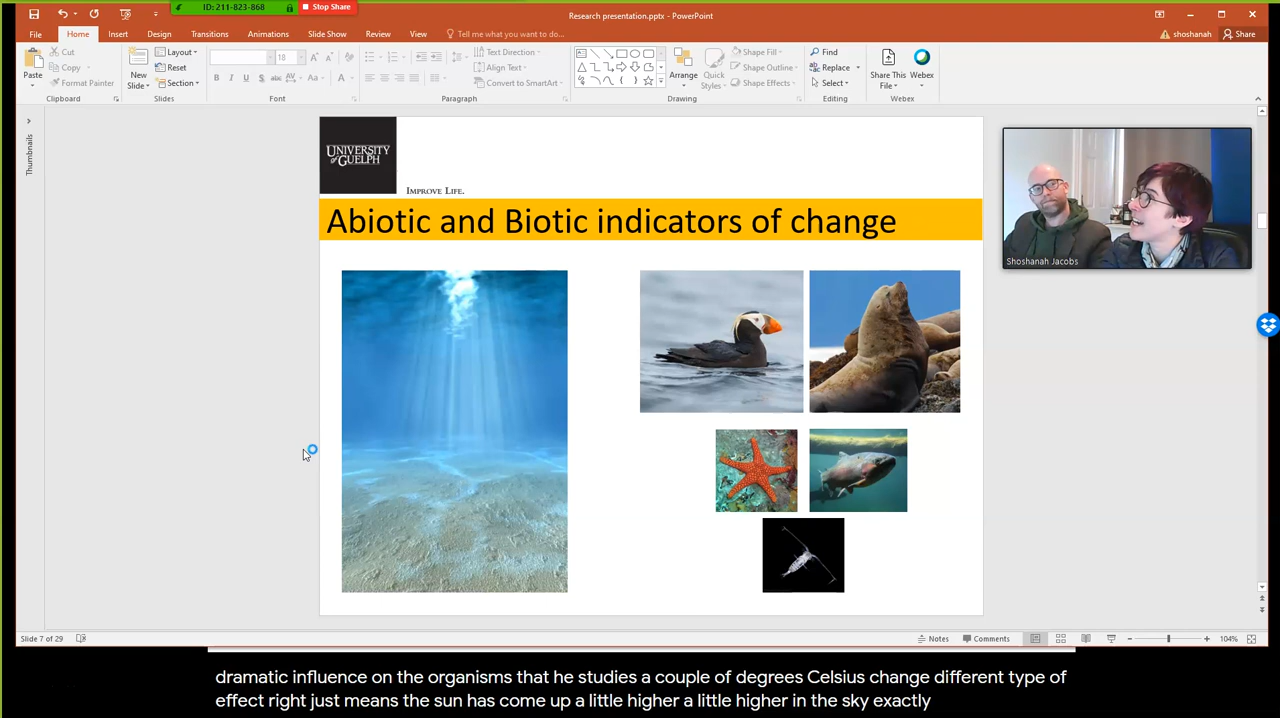 ID: 211-823-868
Stop Share
Research presentation.pptx - PowerPoint
File
Home
Insert
Design
Transitions
Animations
Slide Show
Review
View
Tell me what you want to do...
shoshanah
Share
Paste
Cut
Copy
Format Painter
Clipboard
New
Slide
Layout
Reset
Section
Slides
18
B I U S abc AV Aa A
Font
Text Direction
Align Text
Convert to SmartArt
Paragraph
Arrange
Quick
Styles
Shape Fill
Shape Outline
Shape Effects
Drawing
Find
Replace
Select
Editing
Share This
File
Webex
Webex
Thumbnails
UNIVERSITY
of GUELPH
IMPROVE LIFE.
Abiotic and Biotic indicators of change
Shoshanah Jacobs
Slide 7 of 29
Notes
Comments
104%
dramatic influence on the organisms that he studies a couple of degrees Celsius change different type of
effect right just means the sun has come up a little higher a little higher in the sky exactly